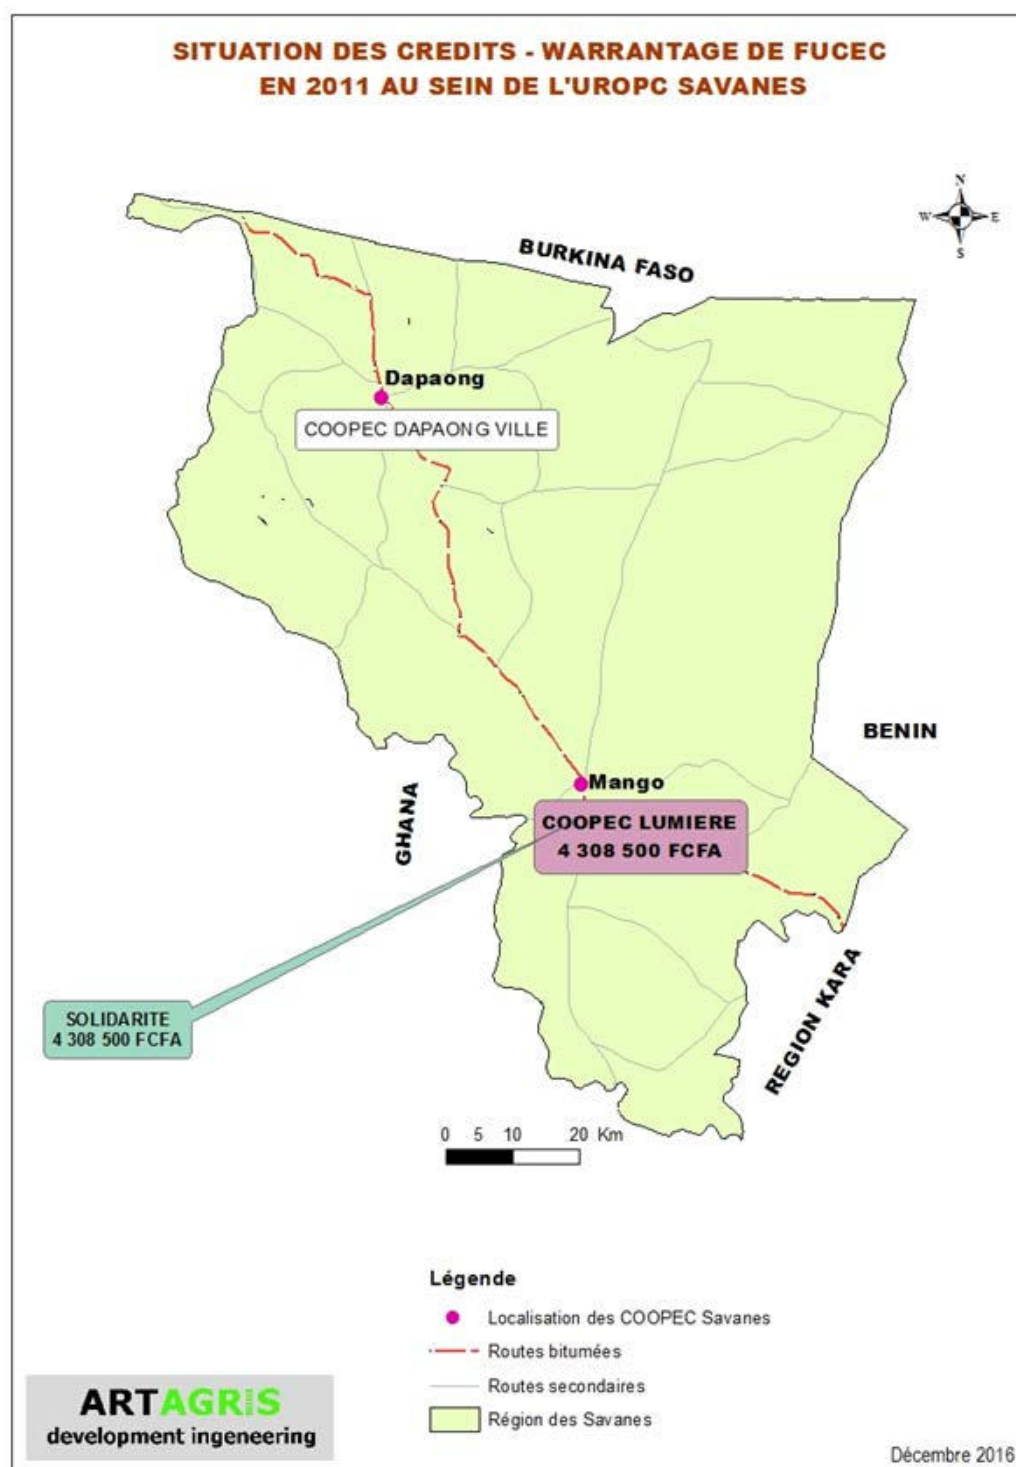 SITUATION DES CREDITS - WARRANTAGE DE FUCEC
EN 2011 AU SEIN DE L'UROPC SAVANES
N
W E
S
BURKINA FASO
Dapaong
COOPEC DAPAONG VILLE
BENIN
Mango
GHANA
COOPEC LUMIERE
4 308 500 FCFA
REGION KARA
SOLIDARITE
4 308 500 FCFA
0 5 10 20 Km
Légende
Localisation des COOPEC Savanes
Routes bitumées
Routes secondaires
Région des Savanes
ARTAGRIS
development ingeneering
Décembre 2016